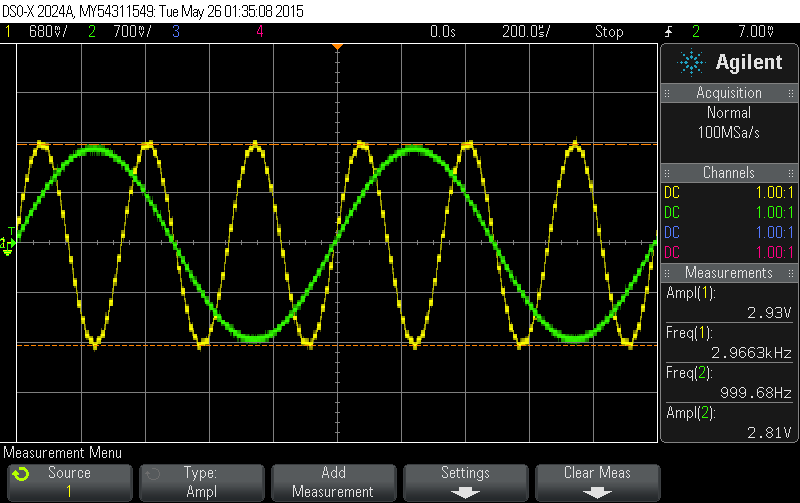 DSO-X 2024A, MY54311549: Tue May 26 01:35:08 2015
1 680♉/ 2 700♉/ 3 4 0.0s 200.0♉/ Stop 2 7.00♉
Agilent
Acquisition
Normal
100MSa/s
Channels
DC 1.00:1
DC 1.00:1
DC 1.00:1
DC 1.00:1
Measurements
Ampl(1):
2.93V
Freq(1):
2.9663kHz
Freq(2):
999.68Hz
Ampl(2):
2.81V
T
2
Measurement Menu
Source
1
Type:
Ampl
Add
Measurement
Settings
Clear Meas